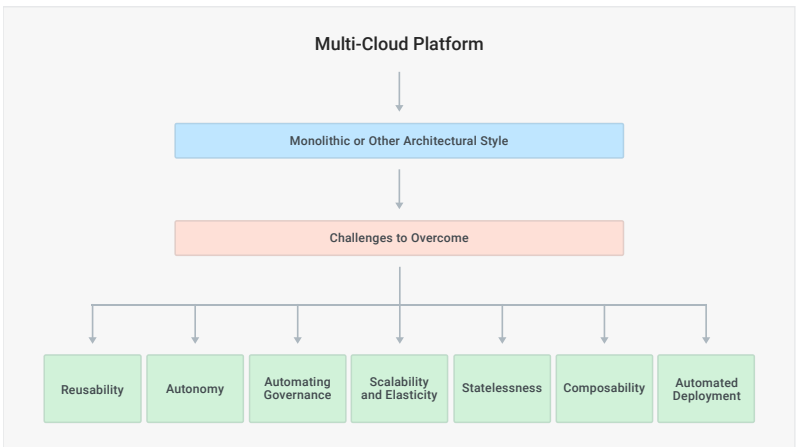 Multi-Cloud Platform
Monolithic or Other Architectural Style
Challenges to Overcome
Reusability
Autonomy
Automating
Governance
Scalability
and Elasticity
Statelessness
Composability
Automated
Deployment